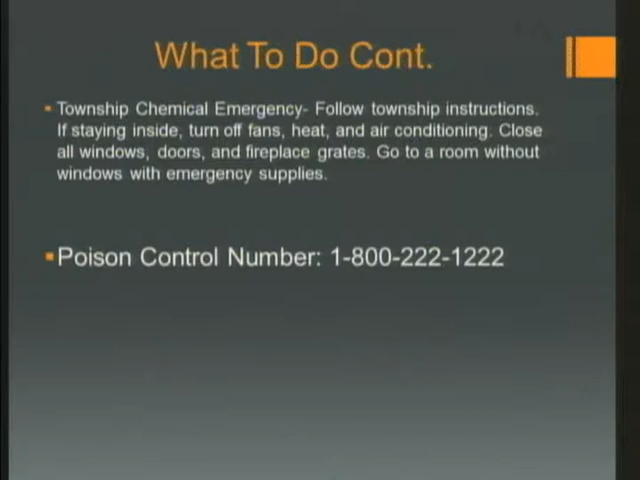 What To Do Cont.
Township Chemical Emergency- Follow township instructions.
If staying inside, turn off fans, heat, and air conditioning. Close
all windows, doors, and fireplace grates. Go to a room without
windows with emergency supplies.
Poison Control Number: 1-800-222-1222